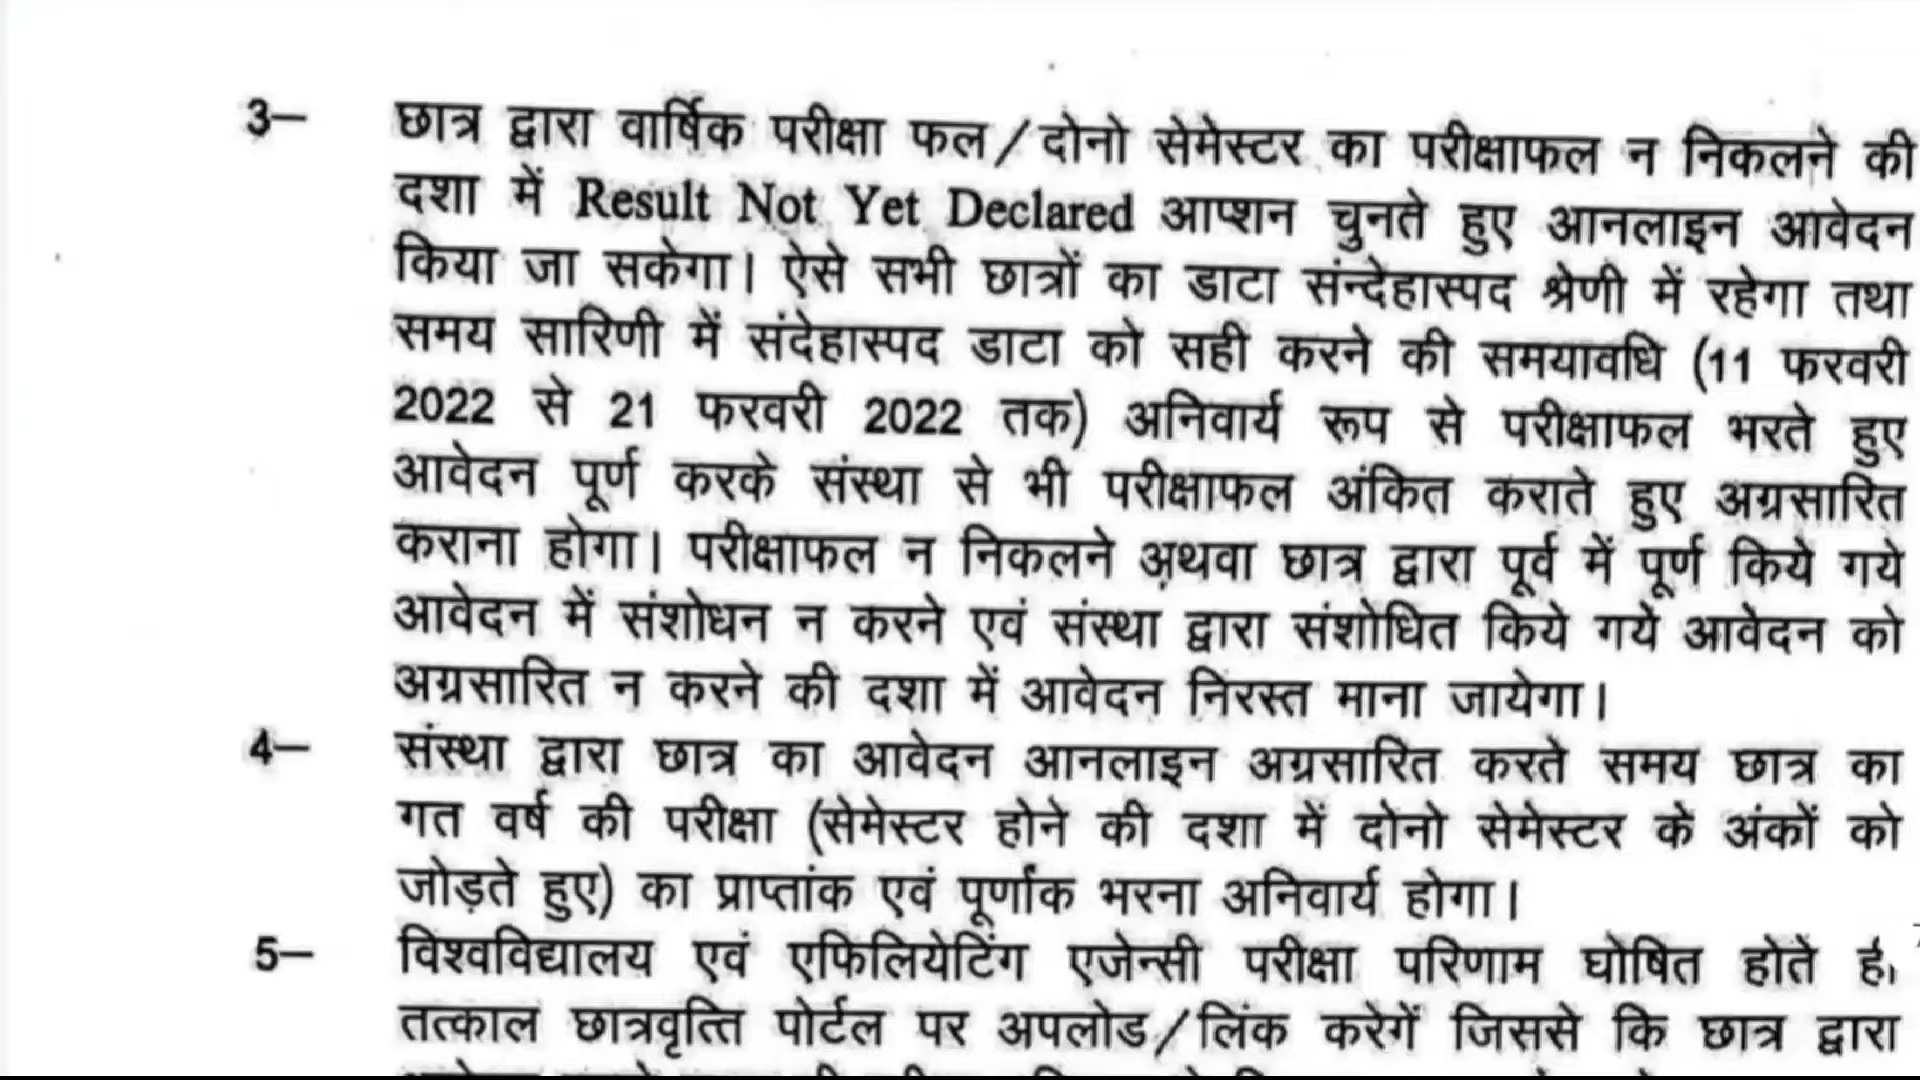 3— छात्र द्वारा वार्षिक परीक्षा फल/दोनो सेमेस्टर का परीक्षाफल न निकलने की
दशा में Result Not Yet Declared आप्शन चुनते हुए आनलाइन आवेदन
किया जा सकेगा। ऐसे सभी छात्रों का डाटा संन्देहास्पद श्रेणी में रहेगा तथा
समय सारिणी में संदेहास्पद डाटा को सही करने की समयावधि (11 फरवरी
2022 से 21 फरवरी 2022 तक) अनिवार्य रूप से परीक्षाफल भरते हुए
आवेदन पूर्ण करके संस्था से भी परीक्षाफल अंकित कराते हुए अग्रसारित
कराना होगा। परीक्षाफल न निकलने अथवा छात्र द्वारा पूर्व में पूर्ण किये गये
आवेदन में संशोधन न करने एवं संस्था द्वारा संशोधित किये गये आवेदन को
अग्रसारित न करने की दशा में आवेदन निरस्त माना जायेगा।
4— संस्था द्वारा छात्र का आवेदन आनलाइन अग्रसारित करते समय छात्र का
गत वर्ष की परीक्षा (सेमेस्टर होने की दशा में दोनो सेमेस्टर के अंकों को
जोड़ते हुए) का प्राप्तांक एवं पूर्णांक भरना अनिवार्य होगा।
5— विश्वविद्यालय एवं एफिलियेटिंग एजेन्सी परीक्षा परिणाम घोषित होते ही
तत्काल छात्रवृत्ति पोर्टल पर अपलोड/लिंक करेगें जिससे कि छात्र द्वारा